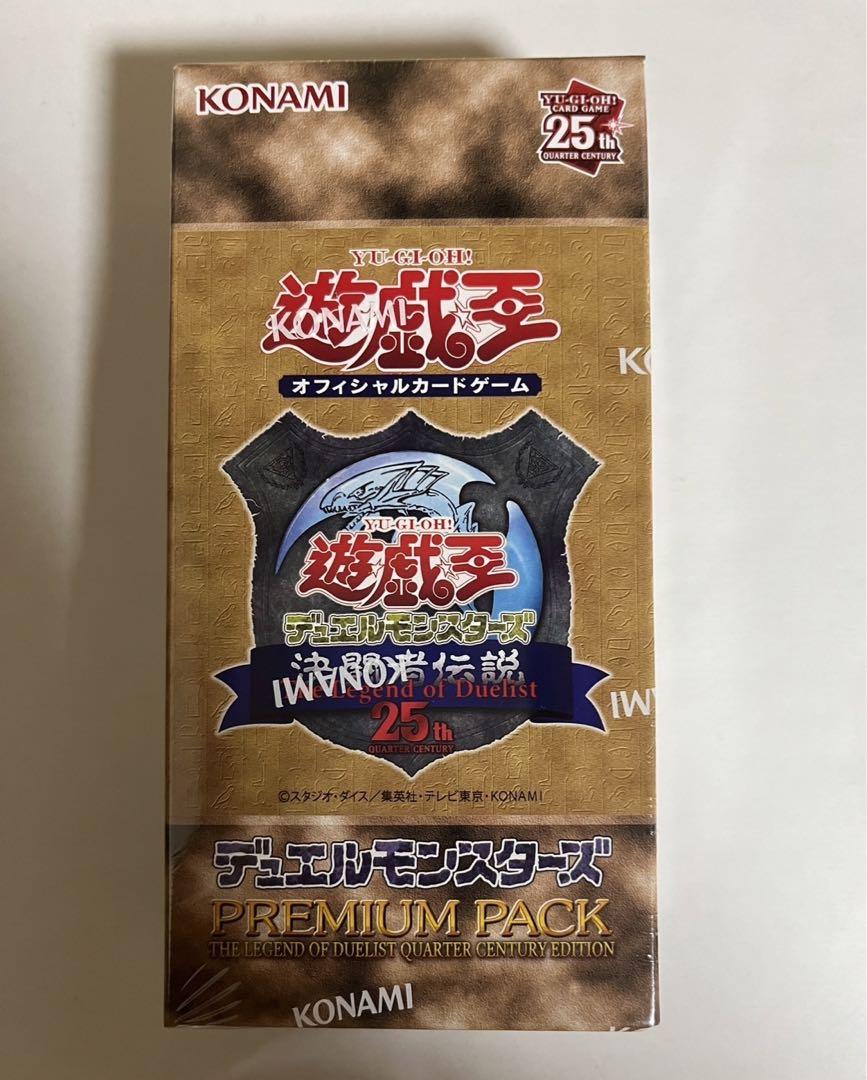 KONAMI
YU-GI-OH!
CARD GAME
25th
QUARTER CENTURY
YU-GI-OH!
遊戯王
KONAMI
オフィシャルカードゲーム
YU-GI-OH!
遊戯王
デュエルモンスターズ
決闘者伝説
KONAMI
The Legend of Duelist
25th
QUARTER CENTURY
©スタジオ・ダイス/集英社・テレビ東京・KONAMI
デュエルモンスターズ
PREMIUM PACK
THE LEGEND OF DUELIST QUARTER CENTURY EDITION
KONAMI